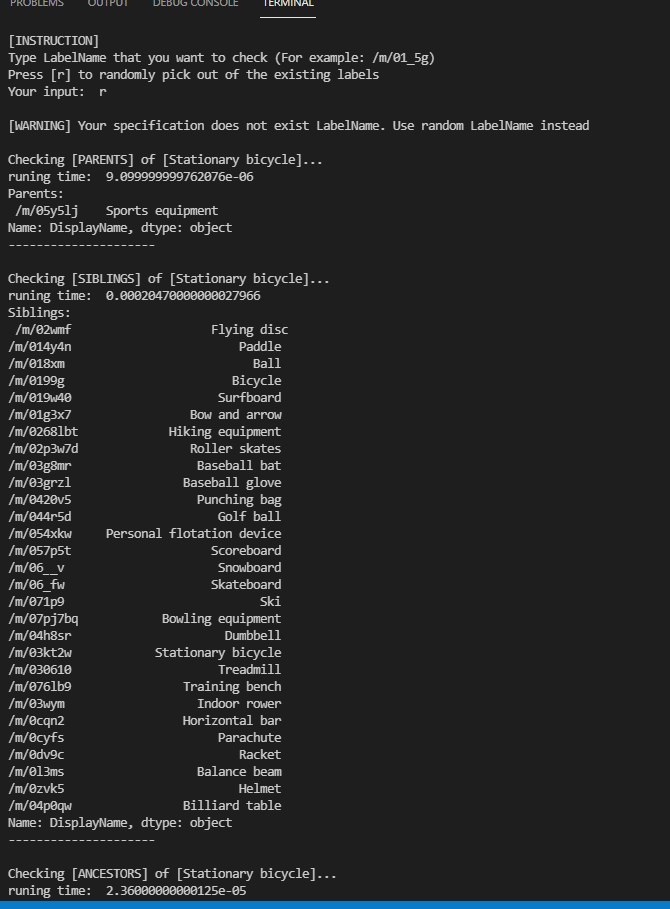 PROBLEMS OUTPUT DEBUG CONSOLE TERMINAL
[INSTRUCTION]
Type LabelName that you want to check (For example: /m/01_5g)
Press [r] to randomly pick out of the existing labels
Your input:  r
[WARNING] Your specification does not exist LabelName. Use random LabelName instead
Checking [PARENTS] of [Stationary bicycle]...
runing time:  9.099999999762076e-06
Parents:
/m/05y5lj    Sports equipment
Name: DisplayName, dtype: object
---------------------
Checking [SIBLINGS] of [Stationary bicycle]...
runing time:  0.00020470000000027966
Siblings:
/m/02wmf                    Flying disc
/m/014y4n                        Paddle
/m/018xm                           Ball
/m/0199g                        Bicycle
/m/019w40                     Surfboard
/m/01g3x7                 Bow and arrow
/m/0268lbt             Hiking equipment
/m/02p3w7d                Roller skates
/m/03g8mr                  Baseball bat
/m/03grzl                Baseball glove
/m/0420v5                  Punching bag
/m/044r5d                     Golf ball
/m/054xkw     Personal flotation device
/m/057p5t                    Scoreboard
/m/06__v                      Snowboard
/m/06_fw                     Skateboard
/m/071p9                            Ski
/m/07pj7bq            Bowling equipment
/m/04h8sr                      Dumbbell
/m/03kt2w            Stationary bicycle
/m/030610                     Treadmill
/m/076lb9                Training bench
/m/03wym                   Indoor rower
/m/0cqn2                 Horizontal bar
/m/0cyfs                      Parachute
/m/0dv9c                         Racket
/m/0l3ms                   Balance beam
/m/0zvk5                         Helmet
/m/04p0qw                Billiard table
Name: DisplayName, dtype: object
---------------------
Checking [ANCESTORS] of [Stationary bicycle]...
runing time:  2.36000000000125e-05